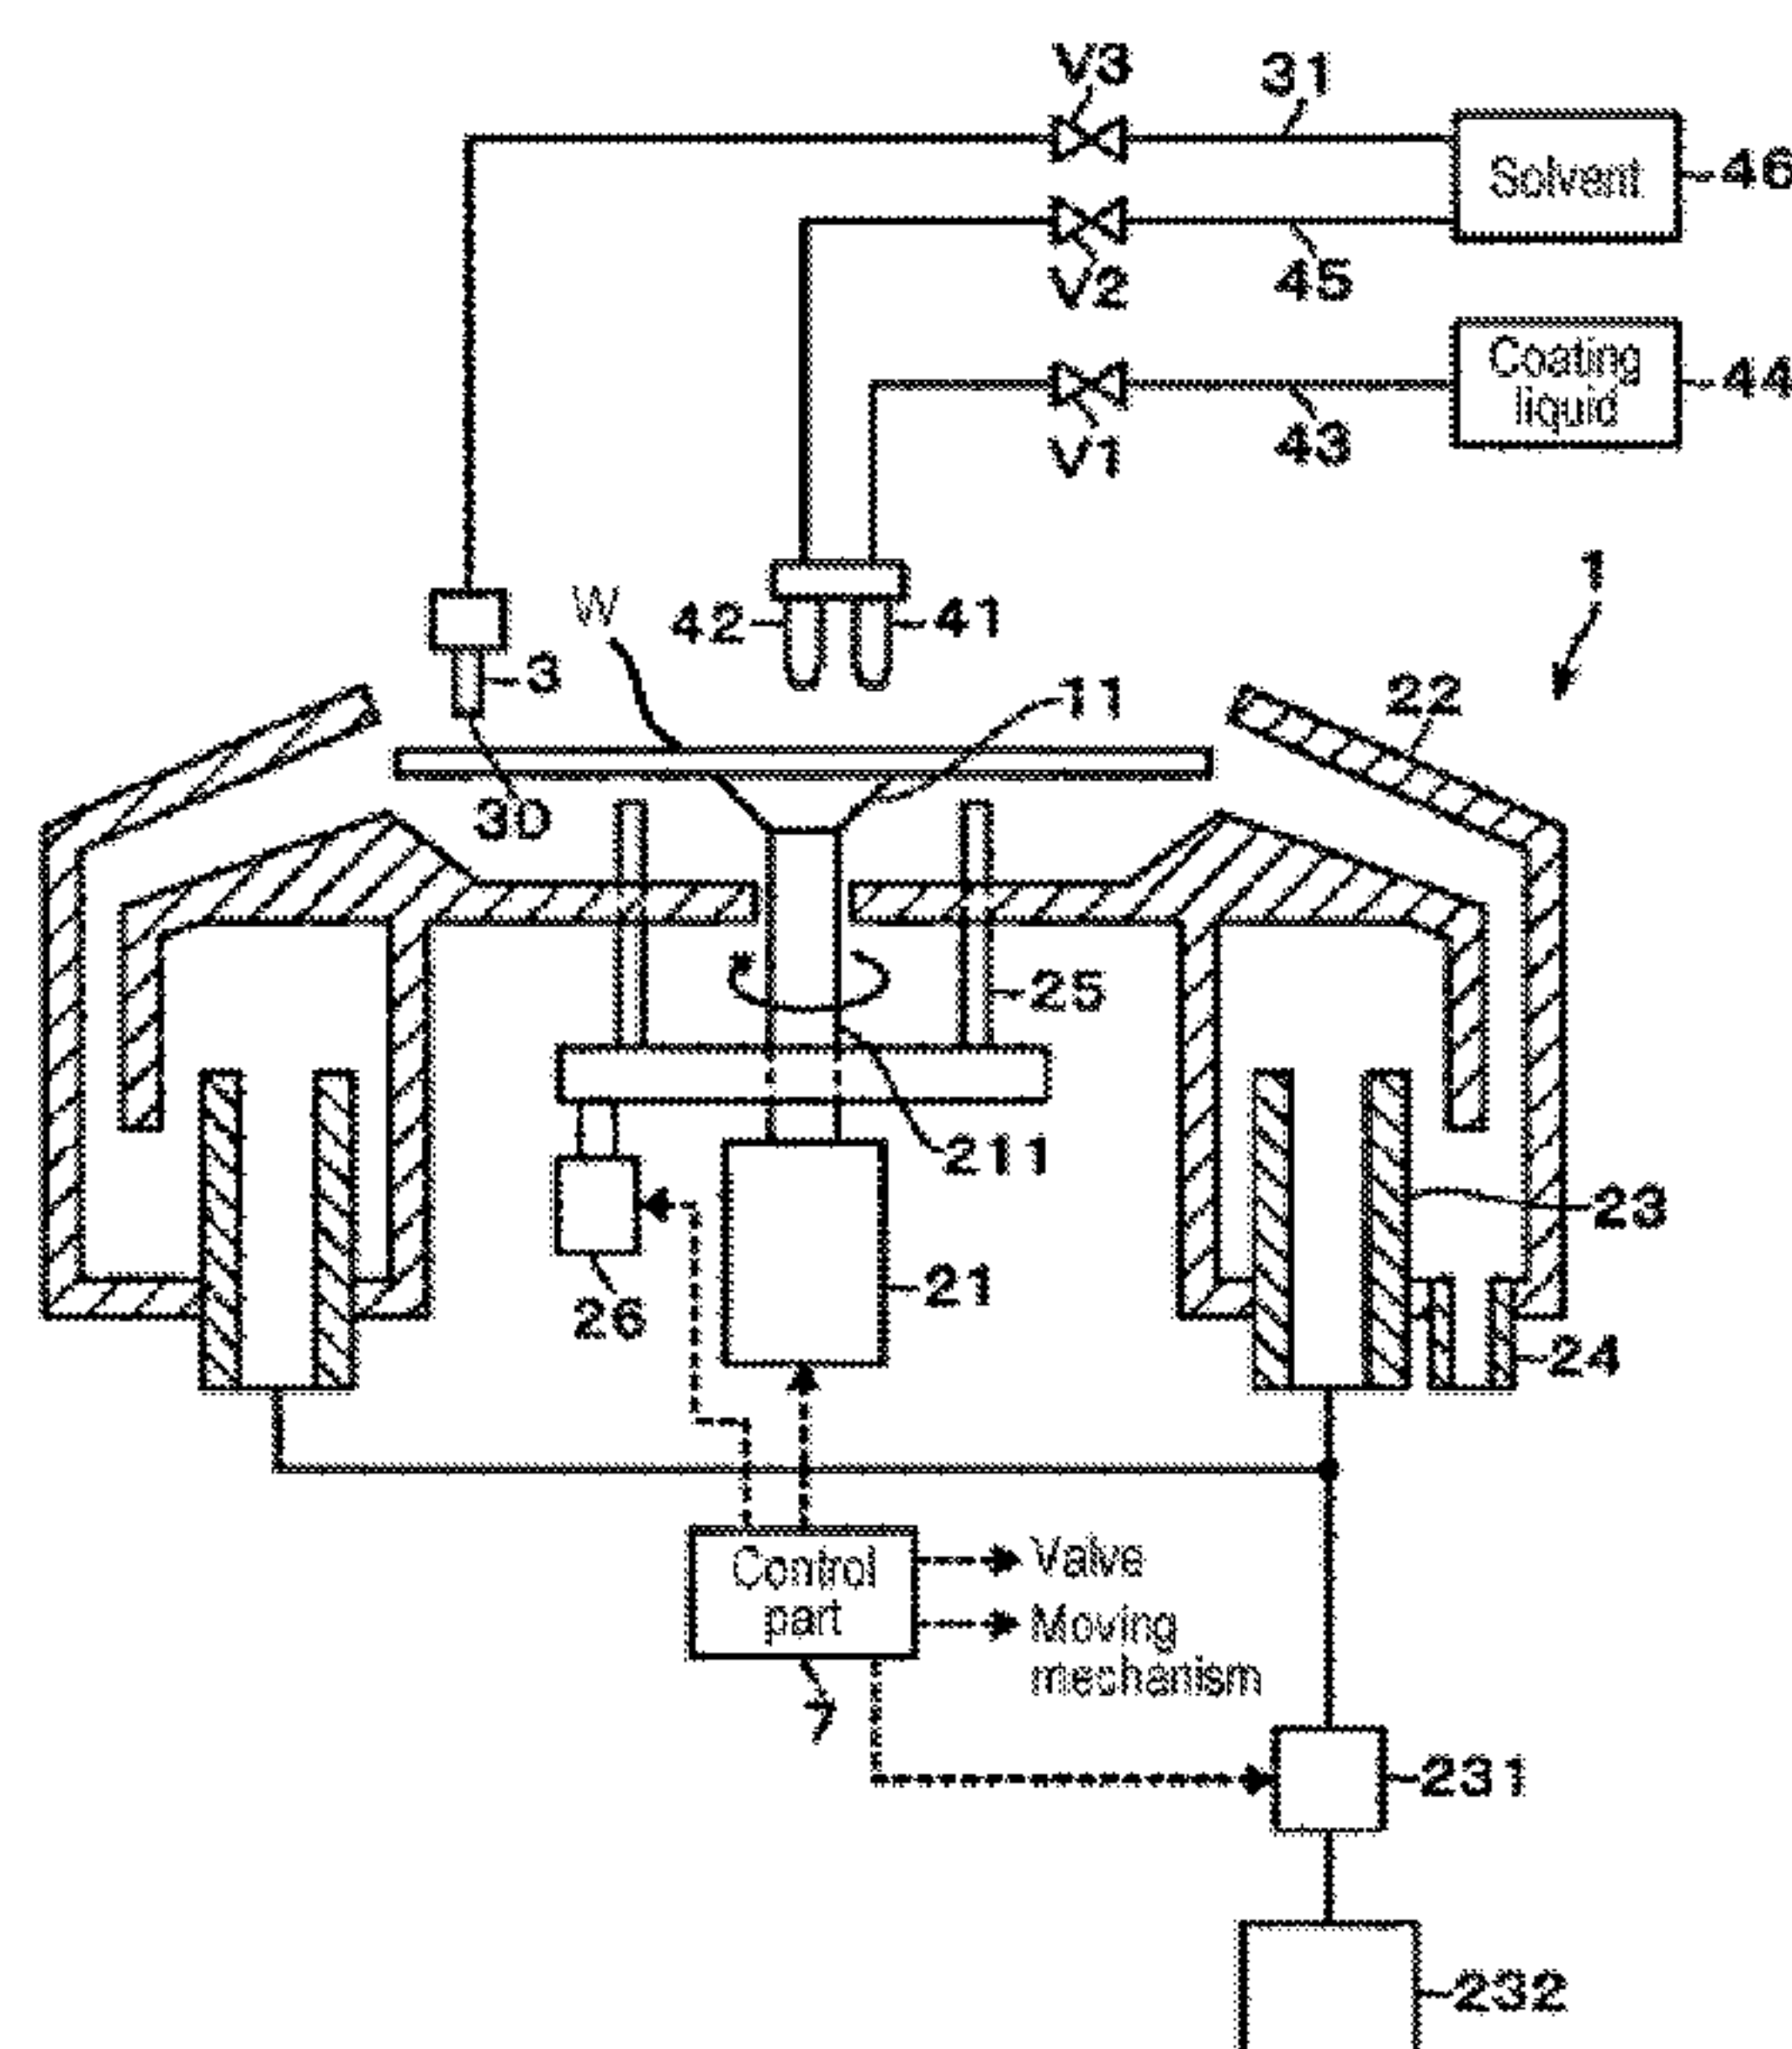 V3
31
Solvent
46
V2
45
Coating
liquid
44
V1
43
1
W
42
41
3
11
22
30
25
211
23
26
21
24
Control
part
Valve
Moving
mechanism
7
231
232